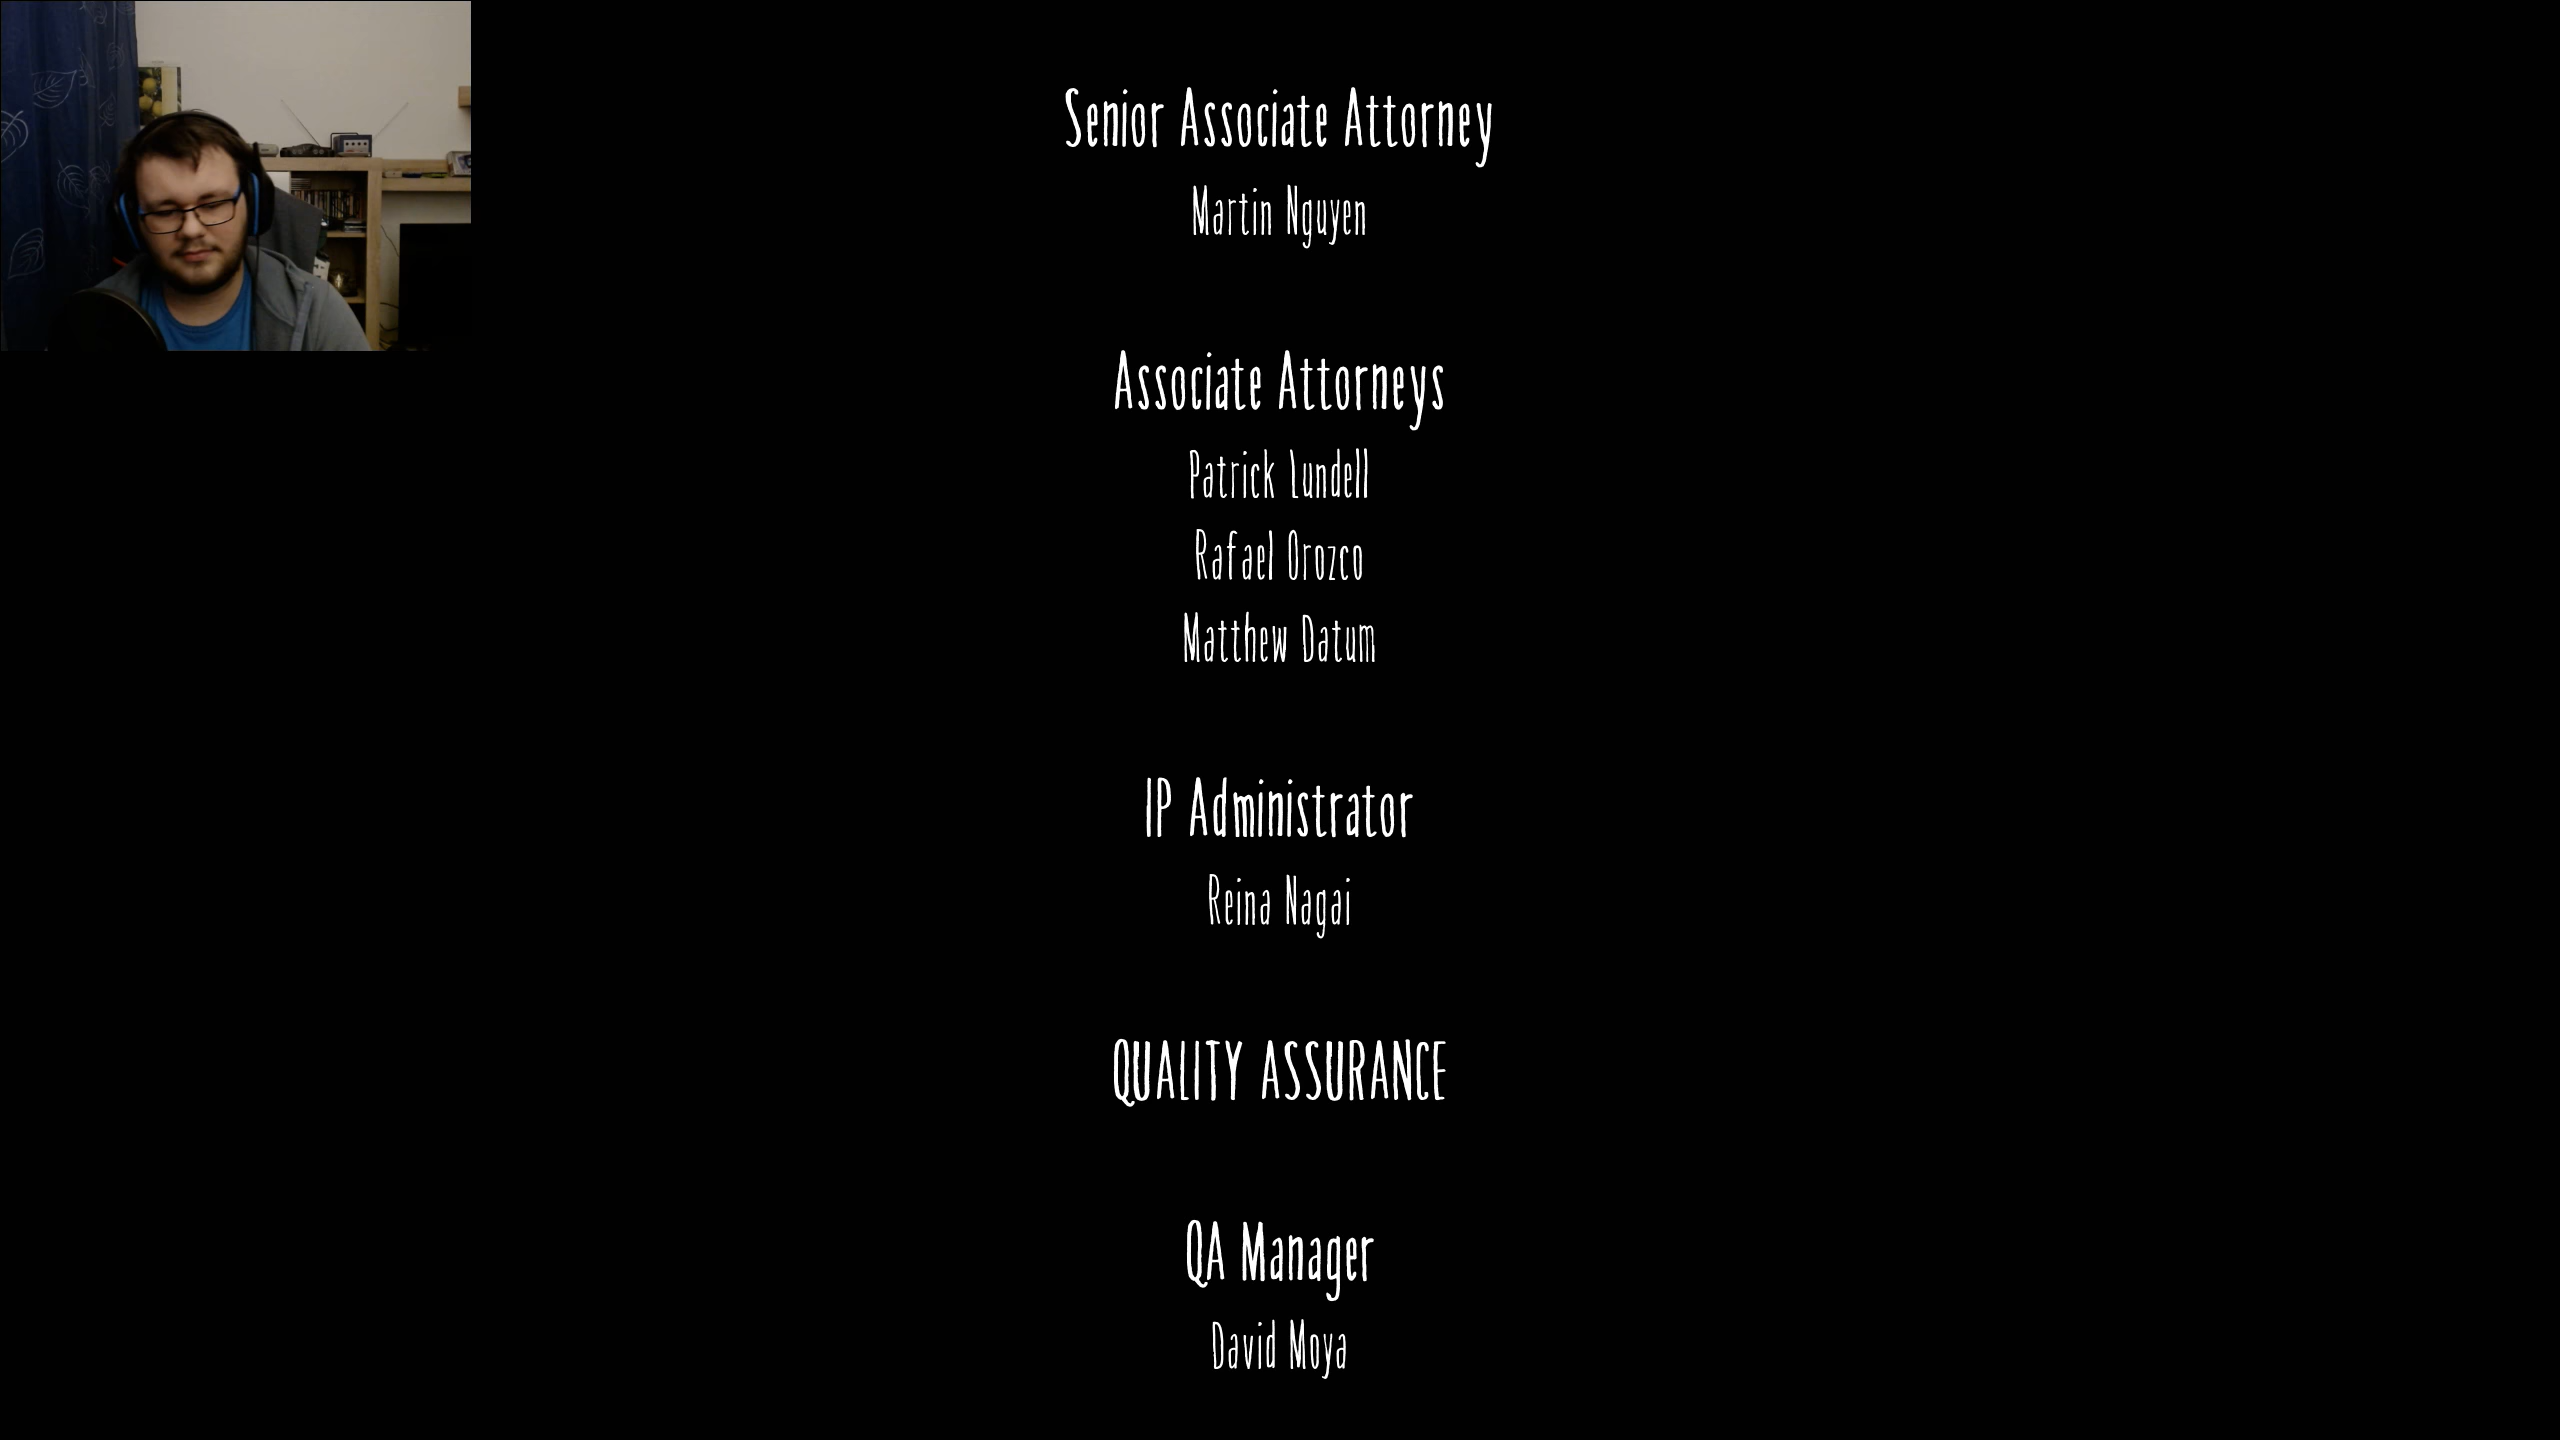 Senior Associate Attorney
Martin Nguyen
Associate Attorneys
Patrick Lundell
Rafael Orozco
Matthew Datum
IP Administrator
Reina Nagai
QUALITY ASSURANCE
QA Manager
David Moya